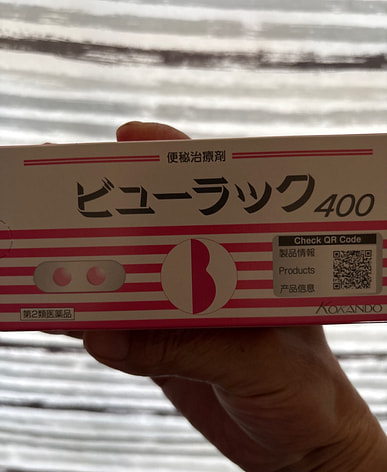 便秘治療剤
ビューラック400
Check QR Code
製品情報
Products
产品信息
第2類医薬品
KOKANDO